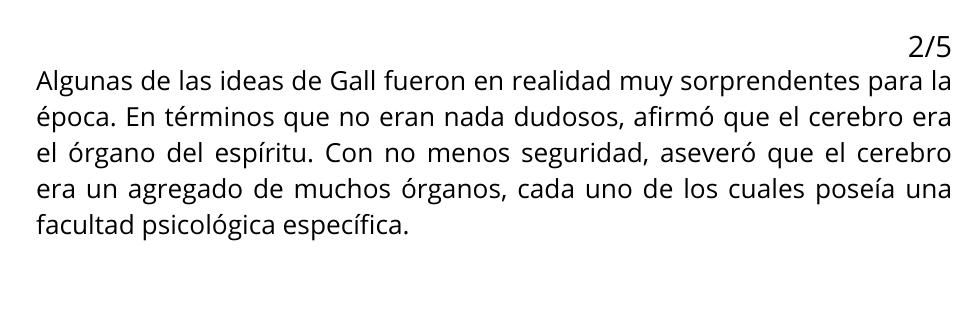 2/5
Algunas de las ideas de Gall fueron en realidad muy sorprendentes para la
época. En términos que no eran nada dudosos, afirmó que el cerebro era
el órgano del espíritu. Con no menos seguridad, aseveró que el cerebro
era un agregado de muchos órganos, cada uno de los cuales poseía una
facultad psicológica específica.